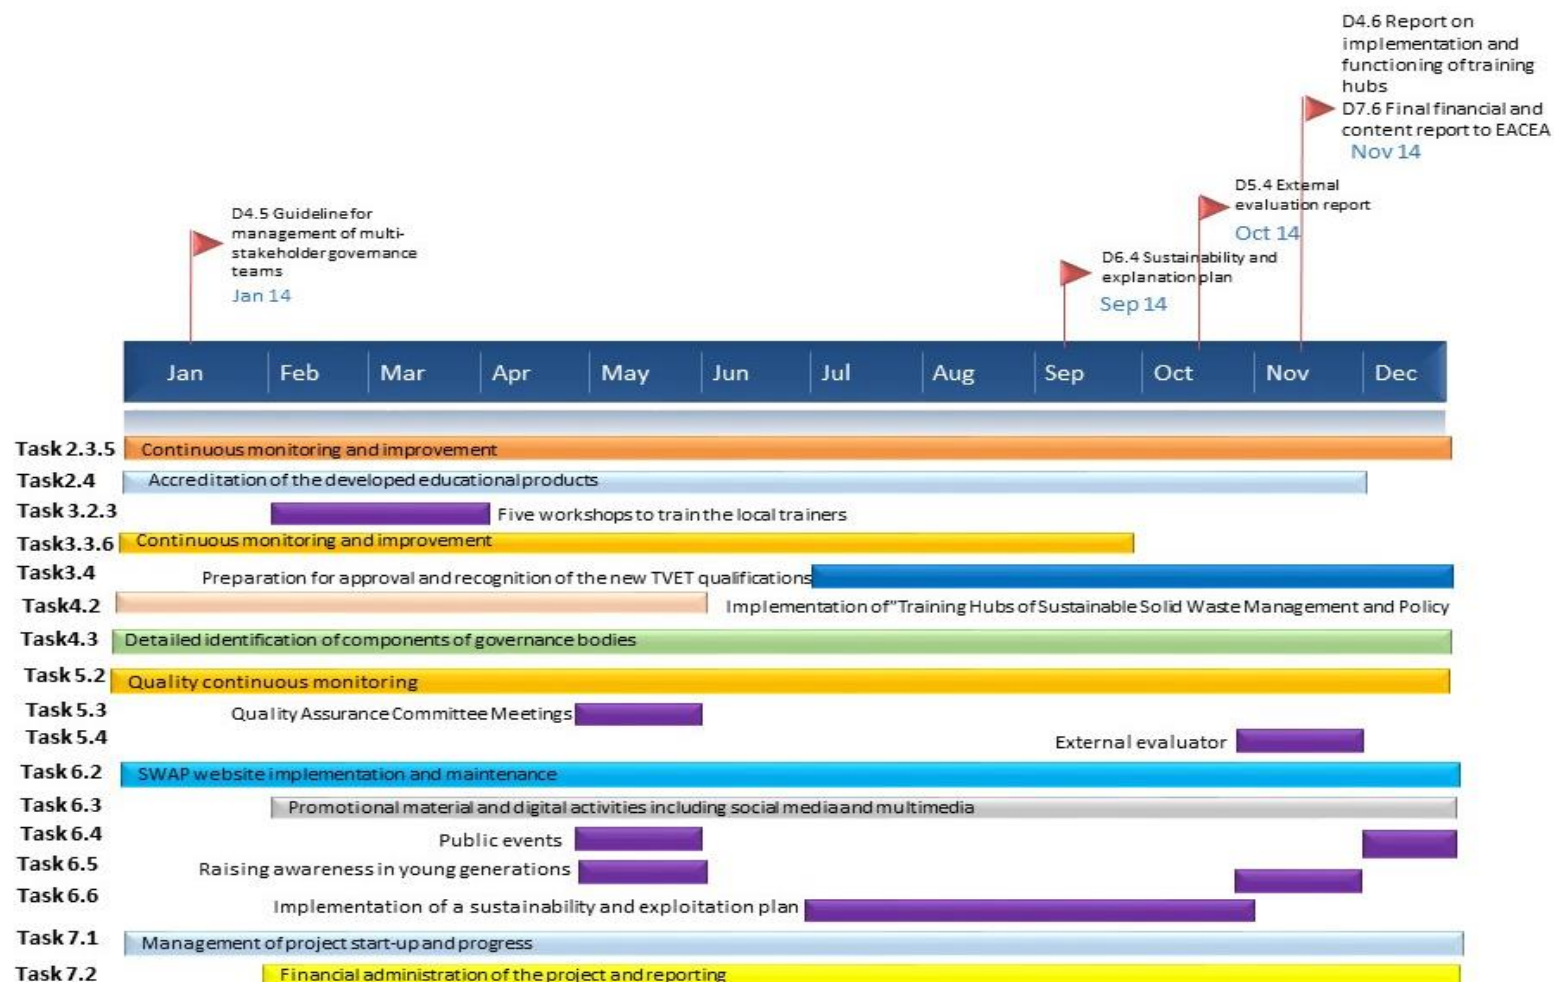 D4.6 Report on
implementation and
functioning of training
hubs
D7.6 Final financial and
content report to EACEA
Nov 14
D5.4 External
evaluation report
Oct 14
D4.5 Guideline for
management of multi-
stakeholder governance
teams
Jan 14
D6.4 Sustainability and
explanation plan
Sep 14
Jan Feb Mar Apr May Jun Jul Aug Sep Oct Nov Dec
Task 2.3.5 Continuous monitoring and improvement
Task2.4 Accreditation of the developed educational products
Task 3.2.3 Five workshops to train the local trainers
Task3.3.6 Continuous monitoring and improvement
Task3.4 Preparation for approval and recognition of the new TVET qualifications
Task4.2 Implementation of"Training Hubs of Sustainable Solid Waste Management and Policy
Task4.3 Detailed identification of components of governance bodies
Task 5.2 Quality continuous monitoring
Task 5.3 Quality Assurance Committee Meetings
Task 5.4 External evaluator
Task 6.2 SWAP website implementation and maintenance
Task 6.3 Promotional material and digital activities including social media and multimedia
Task 6.4 Public events
Task 6.5 Raising awareness in young generations
Task 6.6 Implementation of a sustainability and exploitation plan
Task 7.1 Management of project start-up and progress
Task 7.2 Financial administration of the project and reporting